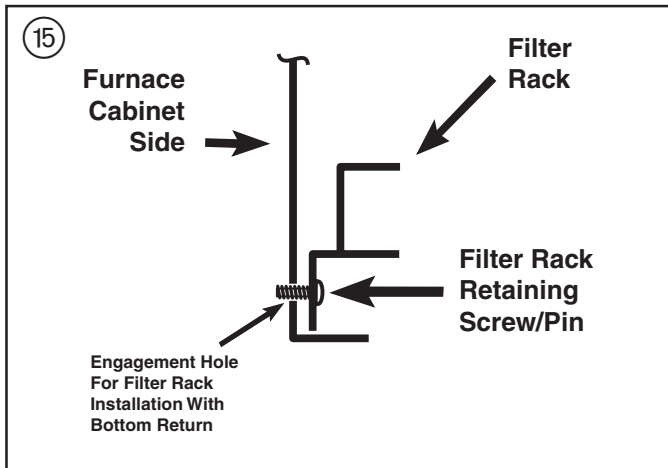 15
Furnace
Cabinet
Side
Filter
Rack
Filter Rack
Retaining
Screw/Pin
Engagement Hole
For Filter Rack
Installation With
Bottom Return